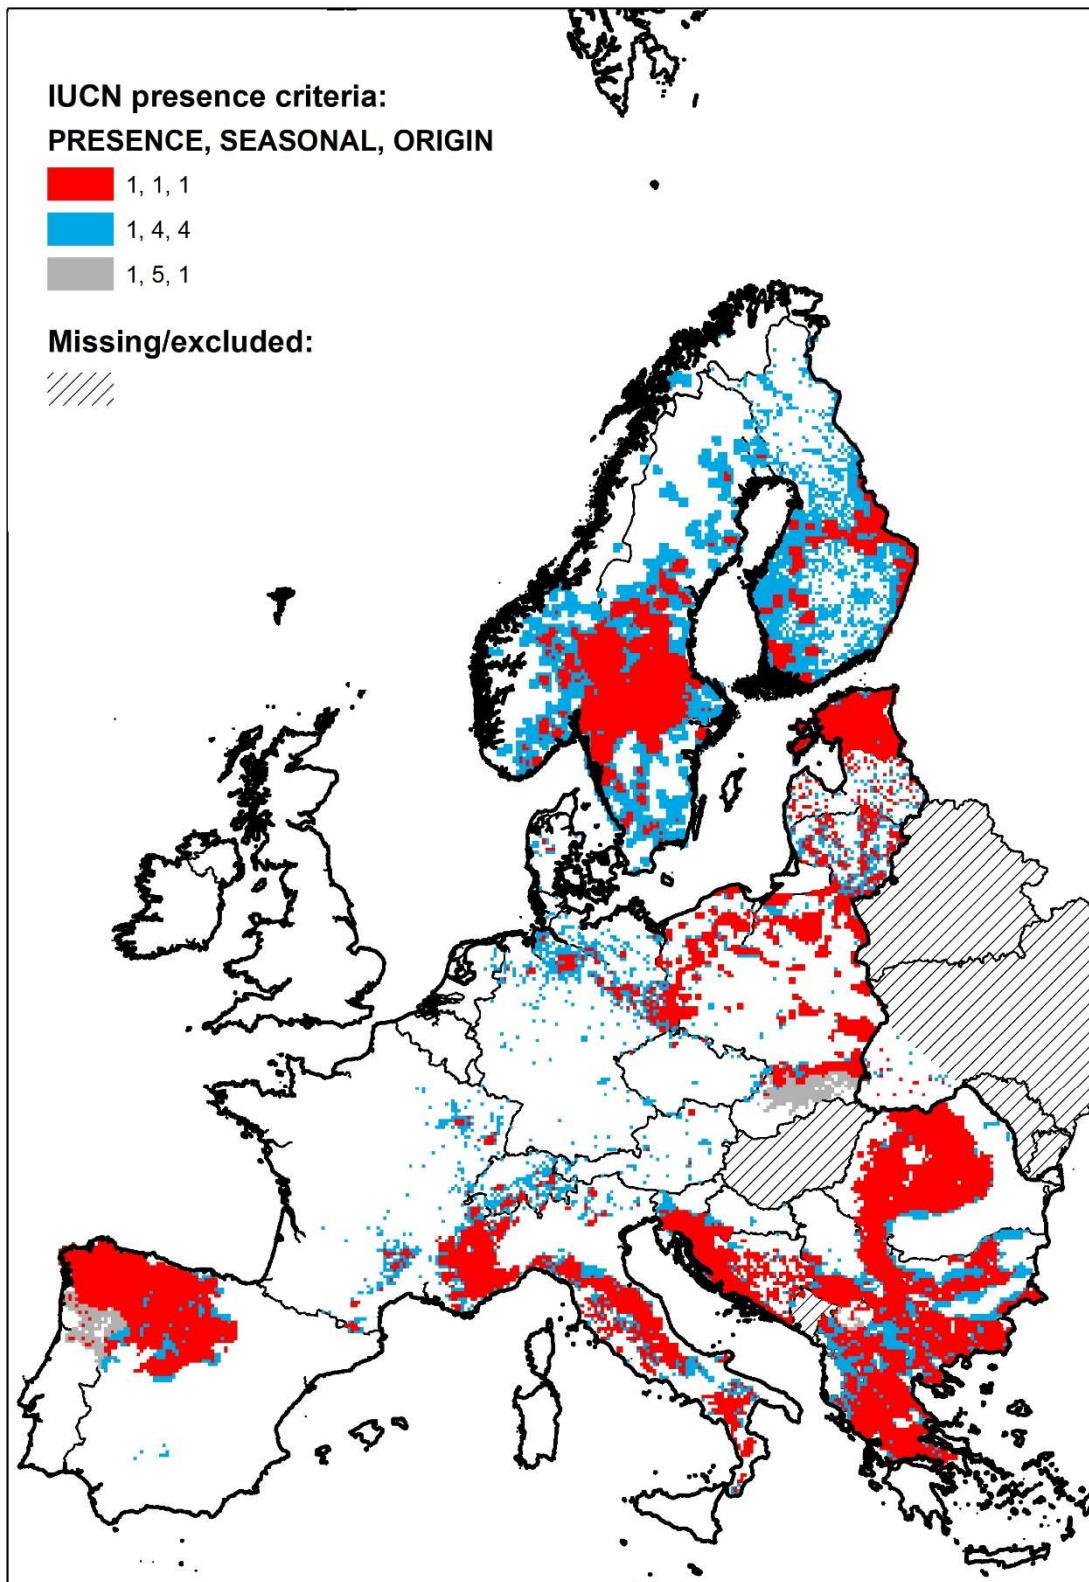 IUCN presence criteria:
PRESENCE, SEASONAL, ORIGIN
1, 1, 1
1, 4, 4
1, 5, 1
Missing/excluded: